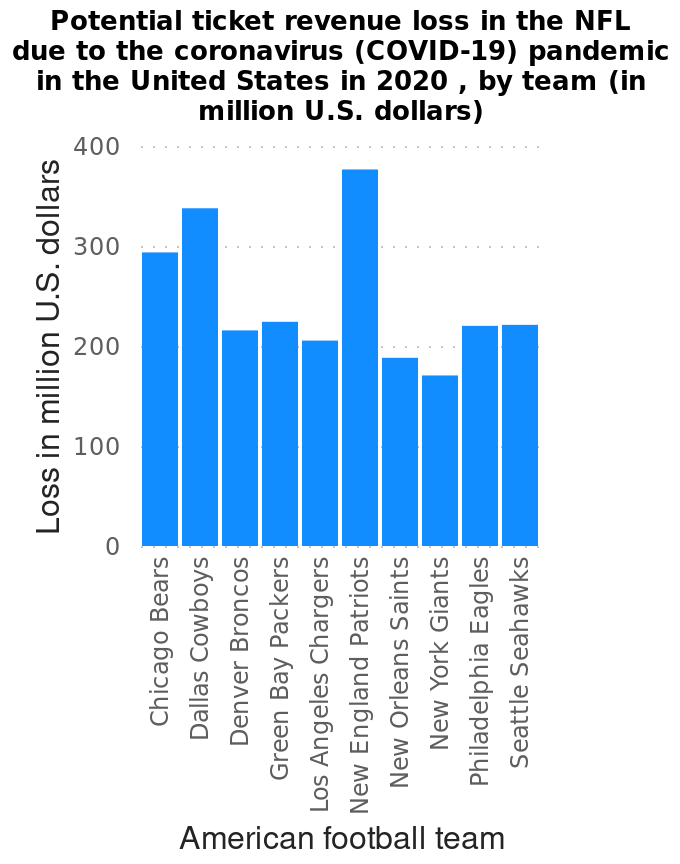 Potential ticket revenue loss in the NFL
due to the coronavirus (COVID-19) pandemic
in the United States in 2020 , by team (in
million U.S. dollars)
Loss in million U.S. dollars
400
300
200
100
0
Chicago Bears
Dallas Cowboys
Denver Broncos
Green Bay Packers
Los Angeles Chargers
New England Patriots
New Orleans Saints
New York Giants
Philadelphia Eagles
Seattle Seahawks
American football team